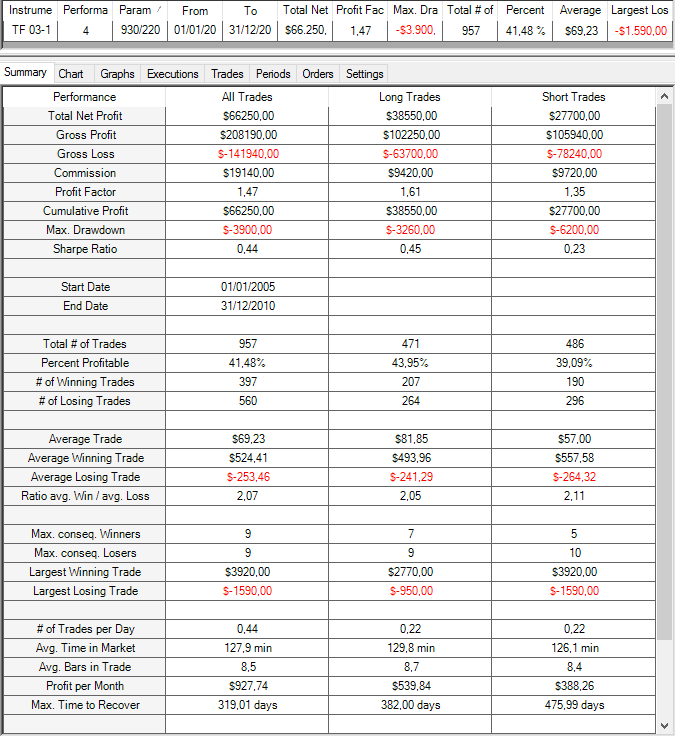 Instrume Performa Param / From To Total Net Profit Fac Max. Dra Total # of Percent Average Largest Los
TF 03-1 4 930/220 01/01/20 31/12/20 $66.250, 1,47 -$3.900, 957 41,48 % $69,23 -$1.590,00
Summary Chart Graphs Executions Trades Periods Orders Settings
Performance All Trades Long Trades Short Trades
Total Net Profit $66250,00 $38550,00 $27700,00
Gross Profit $208190,00 $102250,00 $105940,00
Gross Loss $-141940,00 $-63700,00 $-78240,00
Commission $19140,00 $9420,00 $9720,00
Profit Factor 1,47 1,61 1,35
Cumulative Profit $66250,00 $38550,00 $27700,00
Max. Drawdown $-3900,00 $-3260,00 $-6200,00
Sharpe Ratio 0,44 0,45 0,23
Start Date 01/01/2005
End Date 31/12/2010
Total # of Trades 957 471 486
Percent Profitable 41,48% 43,95% 39,09%
# of Winning Trades 397 207 190
# of Losing Trades 560 264 296
Average Trade $69,23 $81,85 $57,00
Average Winning Trade $524,41 $493,96 $557,58
Average Losing Trade $-253,46 $-241,29 $-264,32
Ratio avg. Win / avg. Loss 2,07 2,05 2,11
Max. conseq. Winners 9 7 5
Max. conseq. Losers 9 9 10
Largest Winning Trade $3920,00 $2770,00 $3920,00
Largest Losing Trade $-1590,00 $-950,00 $-1590,00
# of Trades per Day 0,44 0,22 0,22
Avg. Time in Market 127,9 min 129,8 min 126,1 min
Avg. Bars in Trade 8,5 8,7 8,4
Profit per Month $927,74 $539,84 $388,26
Max. Time to Recover 319,01 days 382,00 days 475,99 days